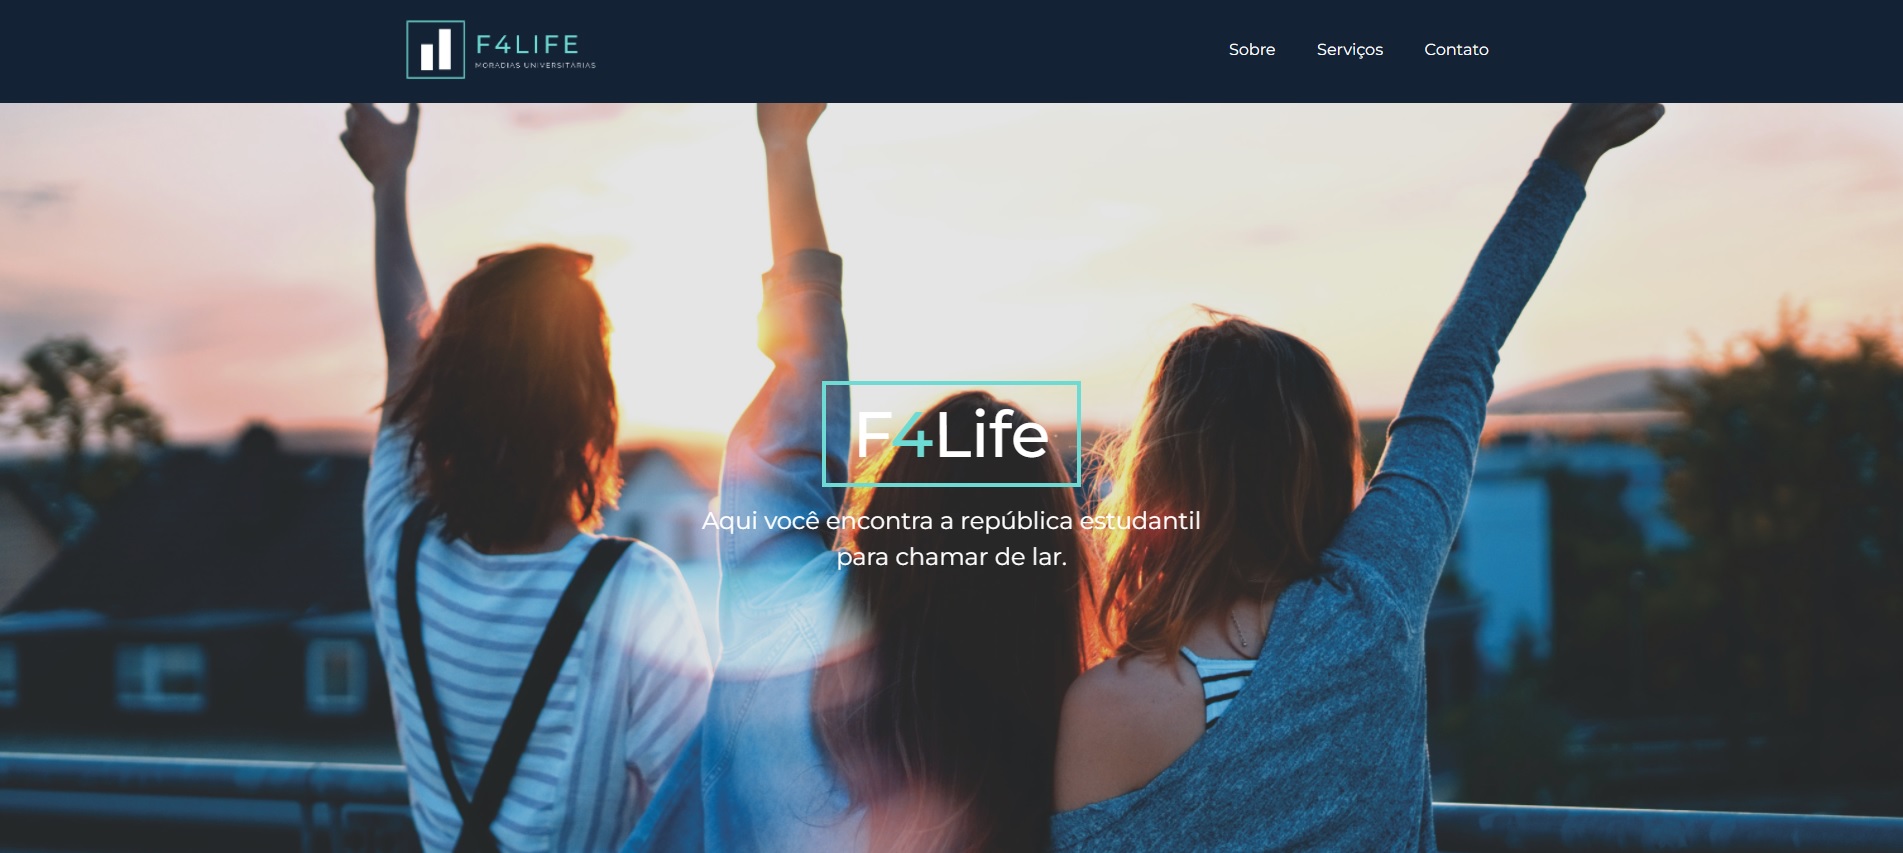 F4LIFE
MORADIAS UNIVERSITARIAS
Sobre
Serviços
Contato
F4Life
Aqui você encontra a república estudantil
para chamar de lar.